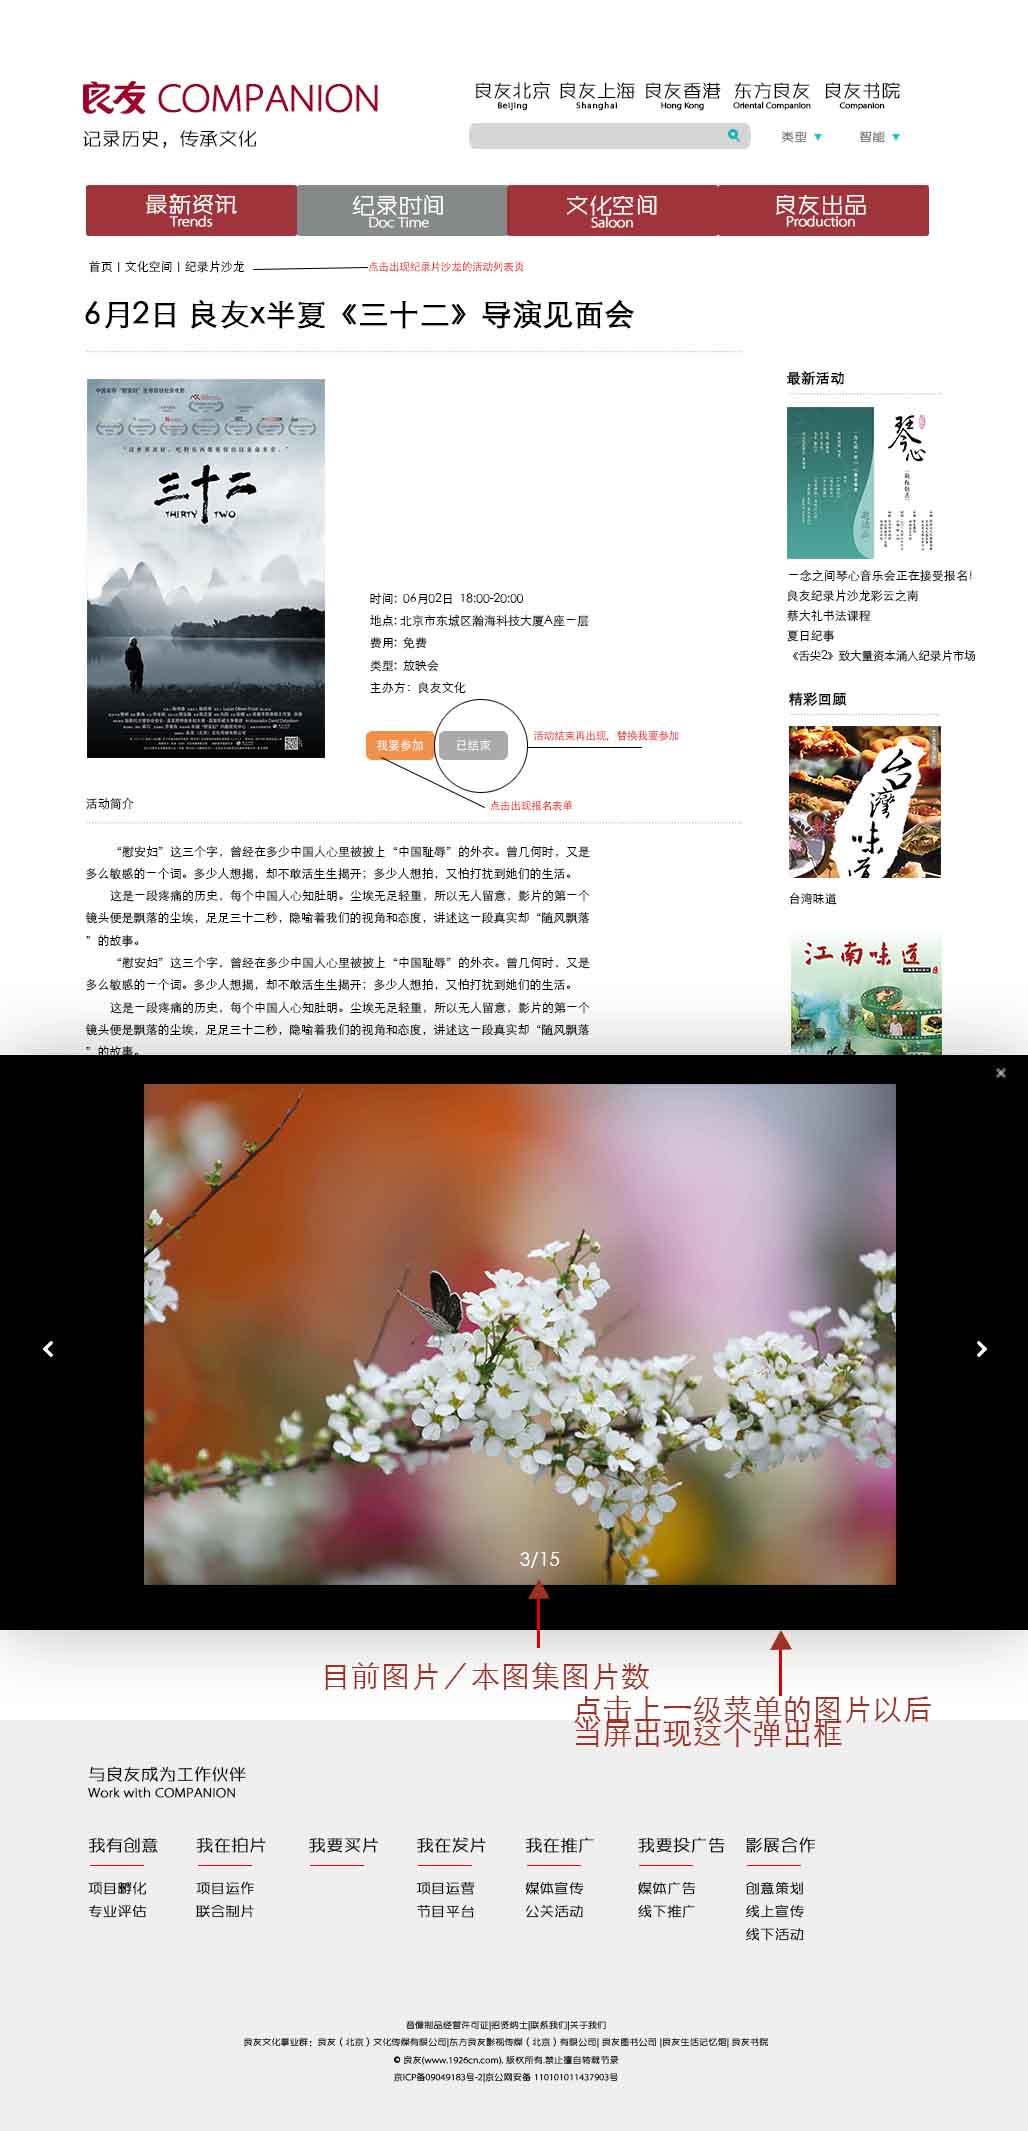 良友 COMPANION
记录历史，传承文化
良友北京 良友上海 良友香港 东方良友 良友书院
Beijing Shanghai Hong Kong Oriental Companion Companion
类型 智能
最新资讯 纪录时间 文化空间 良友出品
Trends Doc Time Saloon Production
首页 | 文化空间 | 纪录片沙龙
点击出现纪录片沙龙的活动列表页
6月2日 良友x半夏《三十二》导演见面会
三十二
THIRTY TWO
时间: 06月02日 18:00-20:00
地点: 北京市东城区瀚海科技大厦A座一层
费用: 免费
类型: 放映会
主办方: 良友文化
我要参加 已结束
活动结束再出现，替换我要参加
点击出现报名表单
活动简介
“慰安妇”这三个字，曾经在多少中国人心里被披上“中国耻辱”的外衣。曾几何时，又是
多么敏感的一个词。多少人想揭，却不敢活生生揭开；多少人想拍，又怕打扰到她们的生活。
这是一段疼痛的历史，每个中国人心知肚明。尘埃无足轻重，所以无人留意，影片的第一个
镜头便是飘落的尘埃，足足三十二秒，隐喻着我们的视角和态度，讲述这一段真实却“随风飘落
”的故事。
“慰安妇”这三个字，曾经在多少中国人心里被披上“中国耻辱”的外衣。曾几何时，又是
多么敏感的一个词。多少人想揭，却不敢活生生揭开；多少人想拍，又怕打扰到她们的生活。
这是一段疼痛的历史，每个中国人心知肚明。尘埃无足轻重，所以无人留意，影片的第一个
镜头便是飘落的尘埃，足足三十二秒，隐喻着我们的视角和态度，讲述这一段真实却“随风飘落
”的故事。
最新活动
琴心
一念之间琴心音乐会正在接受报名！
良友纪录片沙龙彩云之南
蔡大礼书法课程
夏日纪事
《舌尖2》致大量资本涌入纪录片市场
精彩回顾
台湾味道
台湾味道
江南味道
3/15
目前图片／本图集图片数
点击上一级菜单的图片以后
当屏出现这个弹出框
与良友成为工作伙伴
Work with COMPANION
我有创意 我在拍片 我要买片 我在发片 我在推广 我要投广告 影展合作
项目孵化 项目运作 项目运营 媒体宣传 媒体广告 创意策划
专业评估 联合制片 节目平台 公关活动 线下推广 线上宣传
线下活动
音像制品经营许可证|招贤纳士|联系我们|关于我们
良友文化事业群：良友（北京）文化传媒有限公司|东方良友影视传媒（北京）有限公司| 良友图书公司 |良友生活记忆馆| 良友书院
© 良友(www.1926cn.com), 版权所有.禁止擅自转载节录
京ICP备09049183号-2|京公网安备 110101011437903号